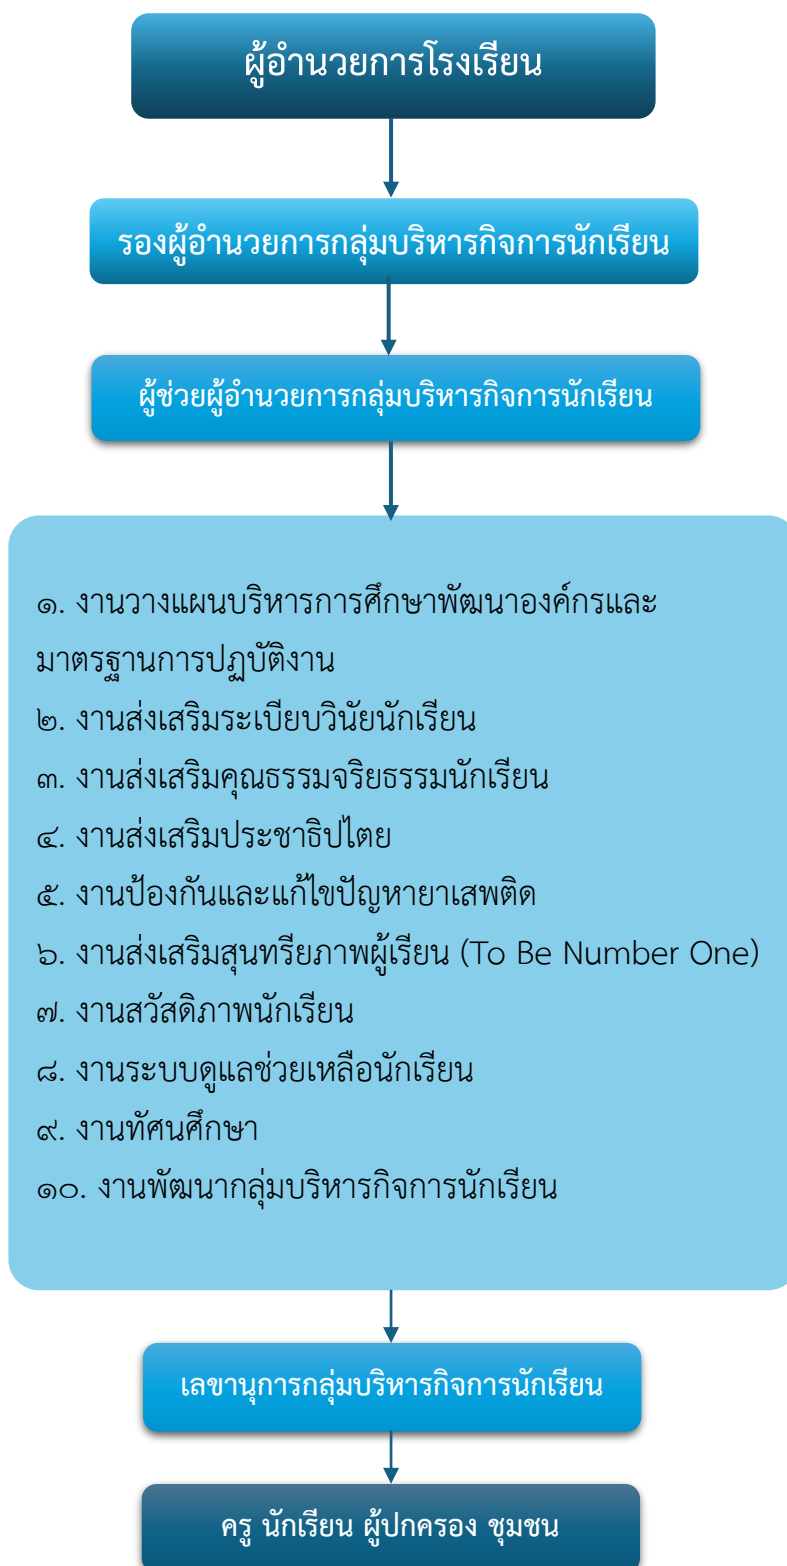 ผู้อำนวยการโรงเรียน
รองผู้อำนวยการกลุ่มบริหารกิจการนักเรียน
ผู้ช่วยผู้อำนวยการกลุ่มบริหารกิจการนักเรียน
๑. งานวางแผนบริหารการศึกษาพัฒนาองค์กรและ
มาตรฐานการปฏบัติงาน
๒. งานส่งเสริมระเบียบวินัยนักเรียน
๓. งานส่งเสริมคุณธรรมจริยธรรมนักเรียน
๔. งานส่งเสริมประชาธิปไตย
๕. งานป้องกันและแก้ไขปัญหายาเสพติด
๖. งานส่งเสริมสุนทรียภาพผู้เรียน (To Be Number One)
๗. งานสวัสดิภาพนักเรียน
๘. งานระบบดูแลช่วยเหลือนักเรียน
๙. งานทัศนศึกษา
๑๐. งานพัฒนากลุ่มบริหารกิจการนักเรียน
เลขานุการกลุ่มบริหารกิจการนักเรียน
ครู นักเรียน ผู้ปกครอง ชุมชน